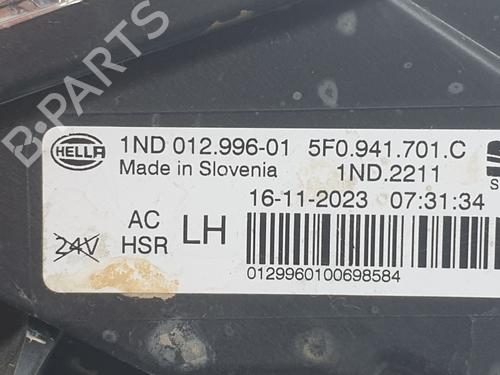 B-PARTS
HELLA 1ND 012.996-01 5F0.941.701.C
Made in Slovenia 1ND.2211
16-11-2023 07:31:34
AC
24V HSR LH
0129960100698584